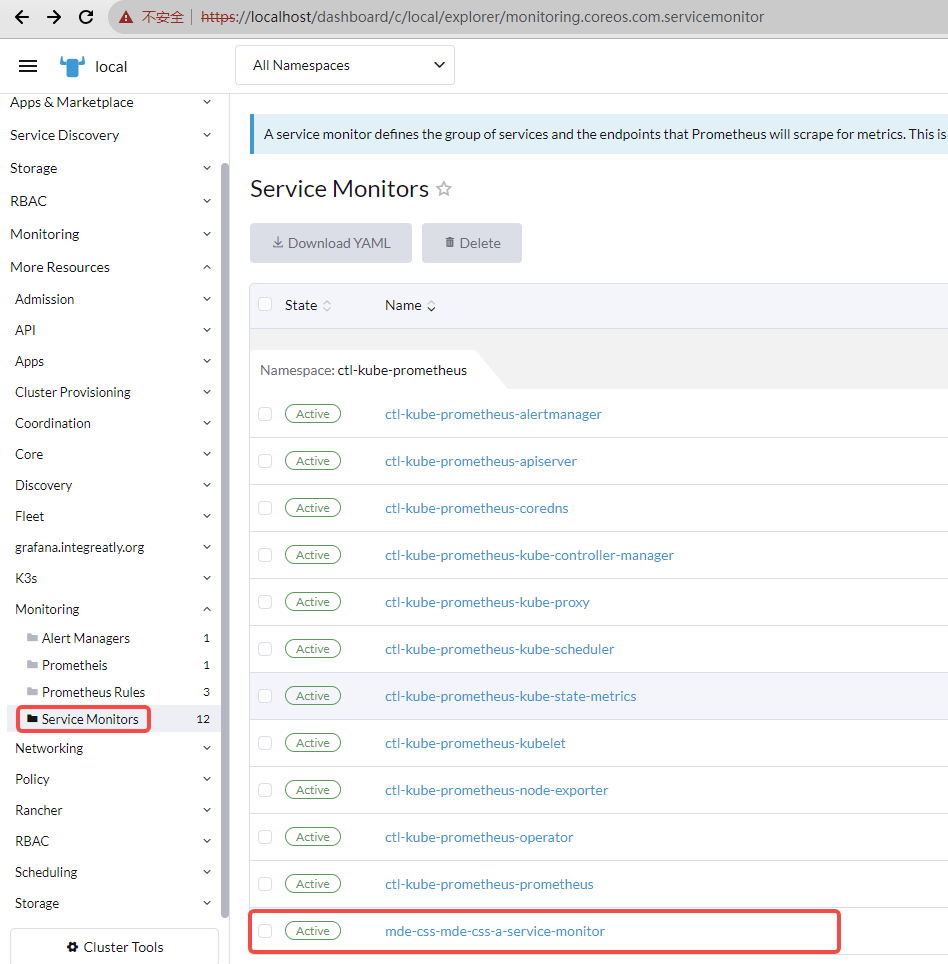 不安全 https://localhost/dashboard/c/local/explorer/monitoring.coreos.com.servicemonitor
local
All Namespaces
Apps & Marketplace
Service Discovery
Storage
RBAC
Monitoring
More Resources
Admission
API
Apps
Cluster Provisioning
Coordination
Core
Discovery
Fleet
grafana.integreatly.org
K3s
Monitoring
Alert Managers 1
Prometheis 1
Prometheus Rules 3
Service Monitors 12
Networking
Policy
Rancher
RBAC
Scheduling
Storage
Cluster Tools
A service monitor defines the group of services and the endpoints that Prometheus will scrape for metrics. This is
Service Monitors
Download YAML Delete
State Name
Namespace: ctl-kube-prometheus
Active ctl-kube-prometheus-alertmanager
Active ctl-kube-prometheus-apiserver
Active ctl-kube-prometheus-coredns
Active ctl-kube-prometheus-kube-controller-manager
Active ctl-kube-prometheus-kube-proxy
Active ctl-kube-prometheus-kube-scheduler
Active ctl-kube-prometheus-kube-state-metrics
Active ctl-kube-prometheus-kubelet
Active ctl-kube-prometheus-node-exporter
Active ctl-kube-prometheus-operator
Active ctl-kube-prometheus-prometheus
Active mde-css-mde-css-a-service-monitor